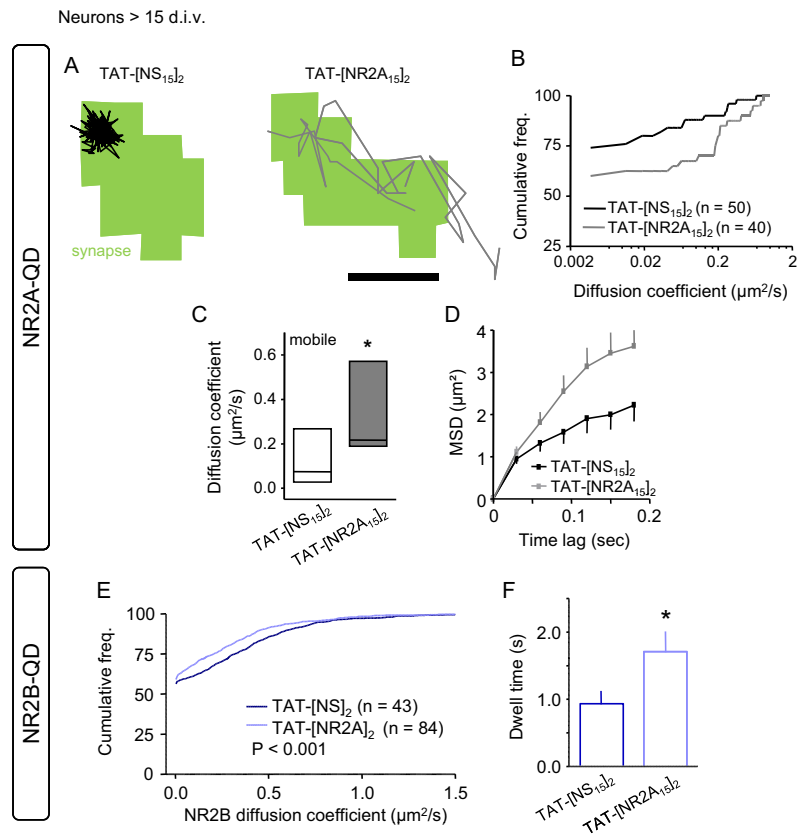 Neurons > 15 d.i.v.
NR2A-QD
A
TAT-[NS₁₅]₂
TAT-[NR2A₁₅]₂
synapse
B
Cumulative freq.
100
75
50
25
TAT-[NS₁₅]₂ (n = 50)
TAT-[NR2A₁₅]₂ (n = 40)
0.002
0.02
0.2
2
Diffusion coefficient (µm²/s)
C
Diffusion coefficient
(µm²/s)
0.6
0.4
0.2
0.0
mobile
*
TAT-[NS₁₅]₂
TAT-[NR2A₁₅]₂
D
MSD (µm²)
4
3
2
1
0
TAT-[NS₁₅]₂
TAT-[NR2A₁₅]₂
0
0.1
0.2
Time lag (sec)
NR2B-QD
E
Cumulative freq.
100
75
50
25
0
TAT-[NS]₂ (n = 43)
TAT-[NR2A]₂ (n = 84)
P < 0.001
0.0
0.5
1.0
1.5
NR2B diffusion coefficient (µm²/s)
F
Dwell time (s)
2.0
1.0
0.0
*
TAT-[NS₁₅]₂
TAT-[NR2A₁₅]₂